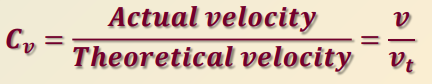 C_v = Actual velocity / Theoretical velocity = v / v_t